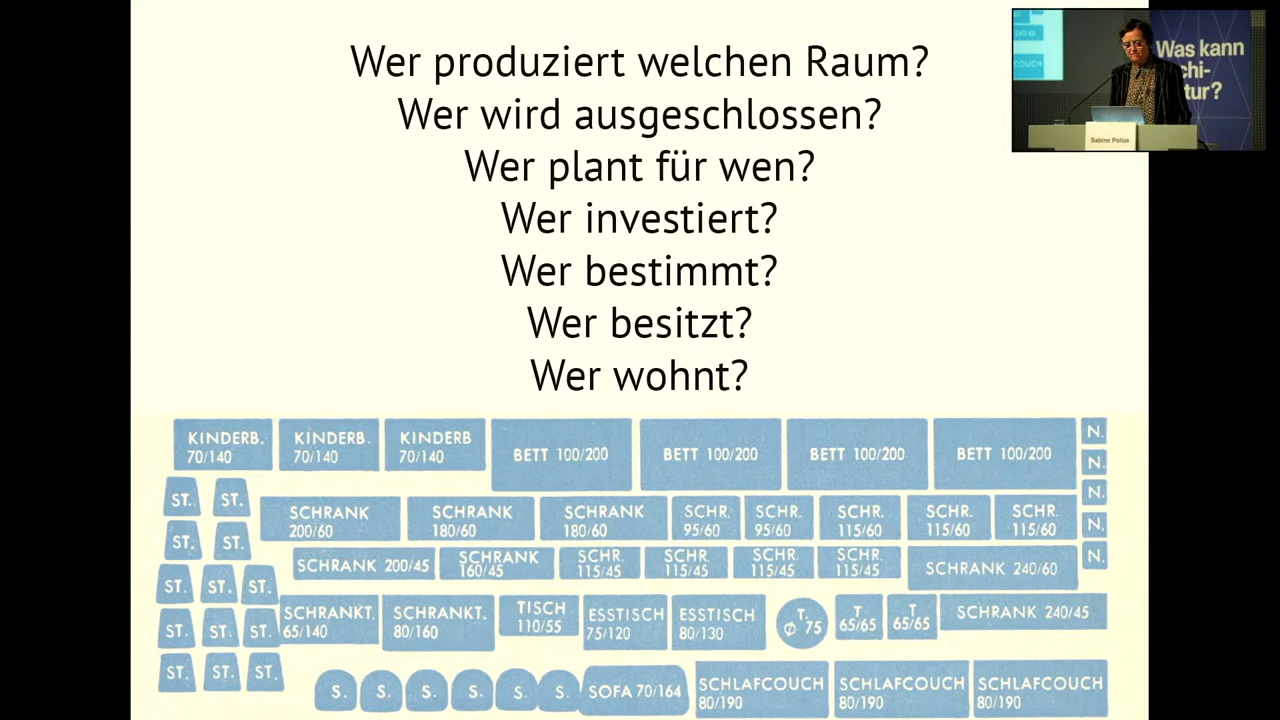 Wer produziert welchen Raum?
Wer wird ausgeschlossen?
Wer plant für wen?
Wer investiert?
Wer bestimmt?
Wer besitzt?
Wer wohnt?
Was kann
chi-
tur?
Sabine Pollak
KINDERB. 70/140
KINDERB. 70/140
KINDERB 70/140
BETT 100/200
BETT 100/200
BETT 100/200
BETT 100/200
N.
N.
N.
N.
N.
ST.
ST.
SCHRANK 200/60
SCHRANK 180/60
SCHRANK 180/60
SCHR. 95/60
SCHR. 95/60
SCHR. 115/60
SCHR. 115/60
SCHR. 115/60
ST.
ST.
SCHRANK 200/45
SCHRANK 160/45
SCHR. 115/45
SCHR. 115/45
SCHR. 115/45
SCHR. 115/45
SCHRANK 240/60
ST.
ST.
ST.
SCHRANKT. 65/140
SCHRANKT. 80/160
TISCH 110/55
ESSTISCH 75/120
ESSTISCH 80/130
T. Ø 75
T 65/65
T 65/65
SCHRANK 240/45
ST.
ST.
ST.
ST.
ST.
ST.
S.
S.
S.
S.
S.
S.
SOFA 70/164
SCHLAFCOUCH 80/190
SCHLAFCOUCH 80/190
SCHLAFCOUCH 80/190